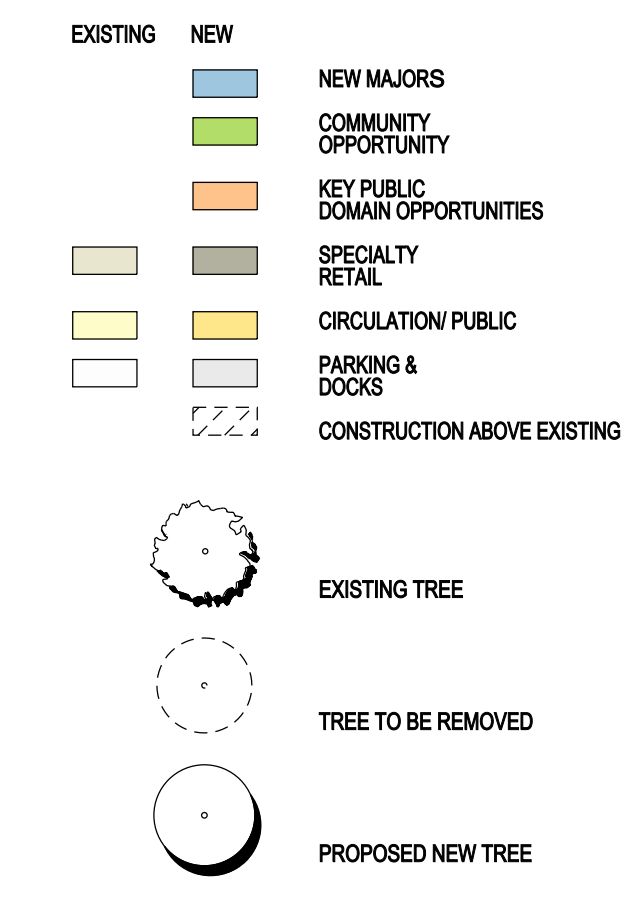 EXISTING NEW
NEW MAJORS
COMMUNITY
OPPORTUNITY
KEY PUBLIC
DOMAIN OPPORTUNITIES
SPECIALTY
RETAIL
CIRCULATION/ PUBLIC
PARKING &
DOCKS
CONSTRUCTION ABOVE EXISTING
EXISTING TREE
TREE TO BE REMOVED
PROPOSED NEW TREE